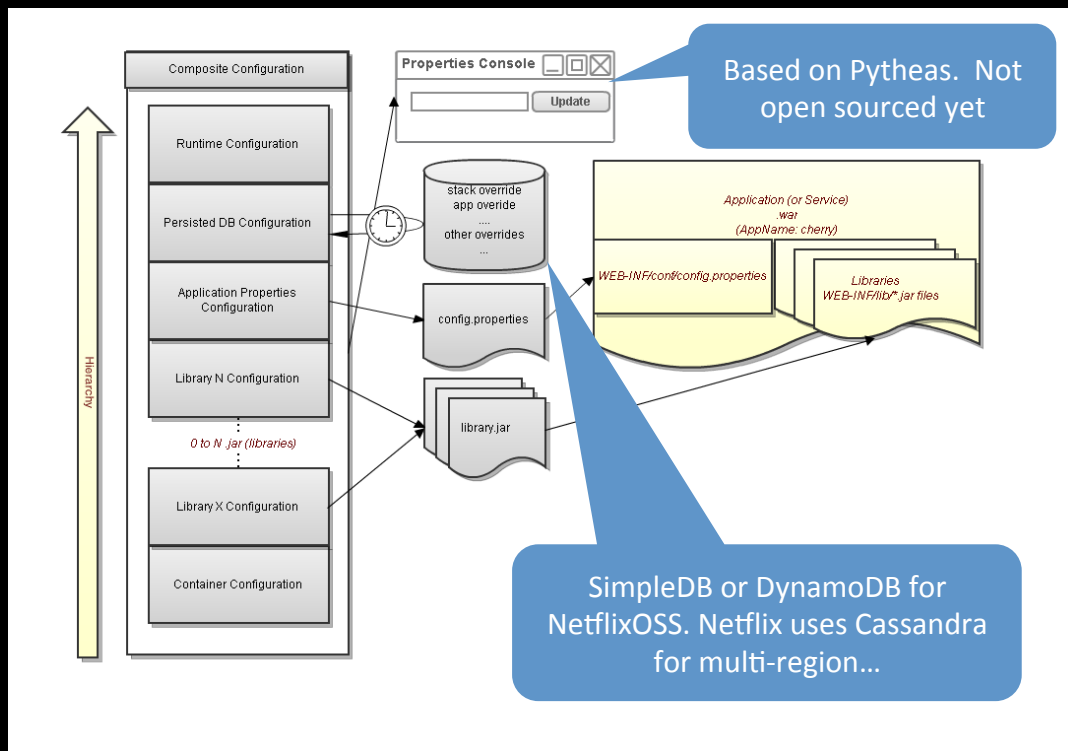 Composite Configuration
Runtime Configuration
Persisted DB Configuration
Application Properties
Configuration
Library N Configuration
0 to N .jar (libraries)
Library X Configuration
Container Configuration
Hierarchy
Properties Console
Update
Based on Pytheas. Not
open sourced yet
stack override
app overide
....
other overrides
...
config.properties
library.jar
Application (or Service)
.war
(AppName: cherry)
WEB-INF/conf/config.properties
Libraries
WEB-INF/lib/*.jar files
SimpleDB or DynamoDB for
NetflixOSS. Netflix uses Cassandra
for multi-region…